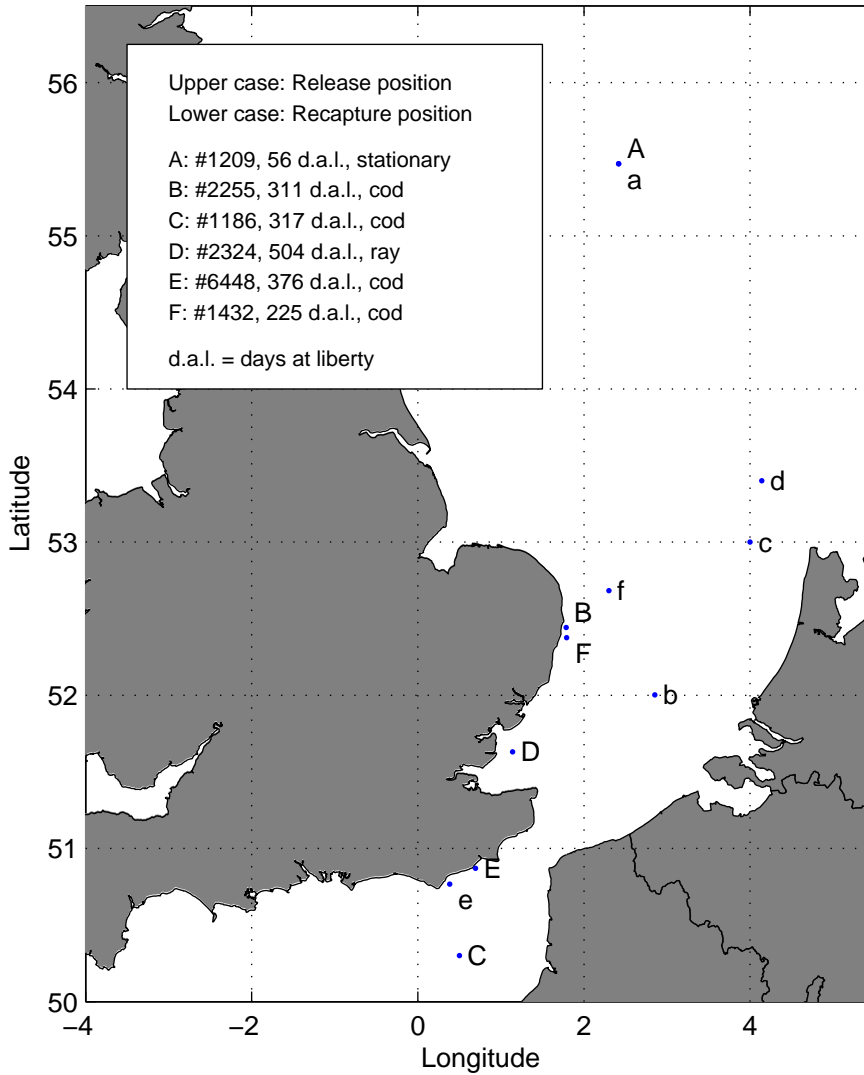 Upper case: Release position
Lower case: Recapture position
A: #1209, 56 d.a.l., stationary
B: #2255, 311 d.a.l., cod
C: #1186, 317 d.a.l., cod
D: #2324, 504 d.a.l., ray
E: #6448, 376 d.a.l., cod
F: #1432, 225 d.a.l., cod
d.a.l. = days at liberty
56
55
54
53
52
51
50
Latitude
A
a
d
c
f
B
F
b
D
E
e
C
−4
−2
0
2
4
Longitude